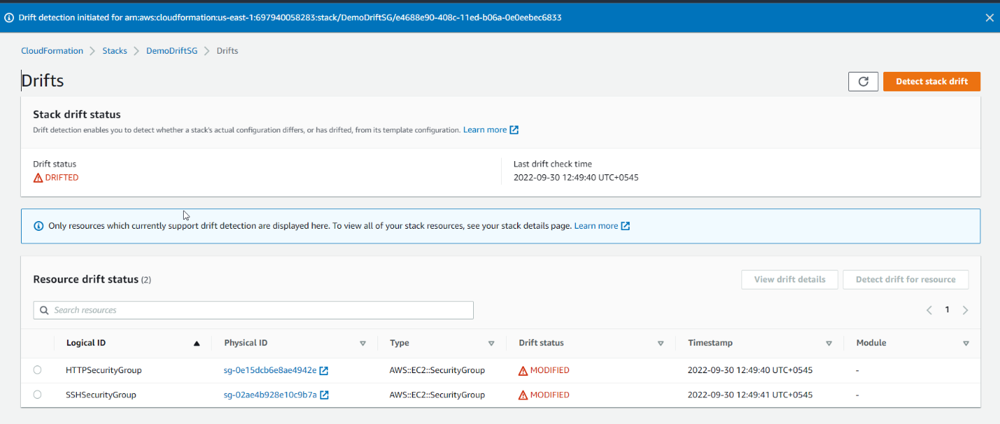 Drift detection initiated for arn:aws:cloudformation:us-east-1:697940058283:stack/DemoDriftSG/e4688e90-408c-11ed-b06a-0e0eebec6833
CloudFormation > Stacks > DemoDriftSG > Drifts
Drifts
Detect stack drift
Stack drift status
Drift detection enables you to detect whether a stack's actual configuration differs, or has drifted, from its template configuration. Learn more
Drift status
DRIFTED
Last drift check time
2022-09-30 12:49:40 UTC+0545
Only resources which currently support drift detection are displayed here. To view all of your stack resources, see your stack details page. Learn more
Resource drift status (2)
View drift details
Detect drift for resource
Search resources
1
Logical ID Physical ID Type Drift status Timestamp Module
HTTPSecurityGroup sg-0e15dcb6e8ae4942e AWS::EC2::SecurityGroup MODIFIED 2022-09-30 12:49:40 UTC+0545 -
SSHSecurityGroup sg-02ae4b928e10c9b7a AWS::EC2::SecurityGroup MODIFIED 2022-09-30 12:49:41 UTC+0545 -